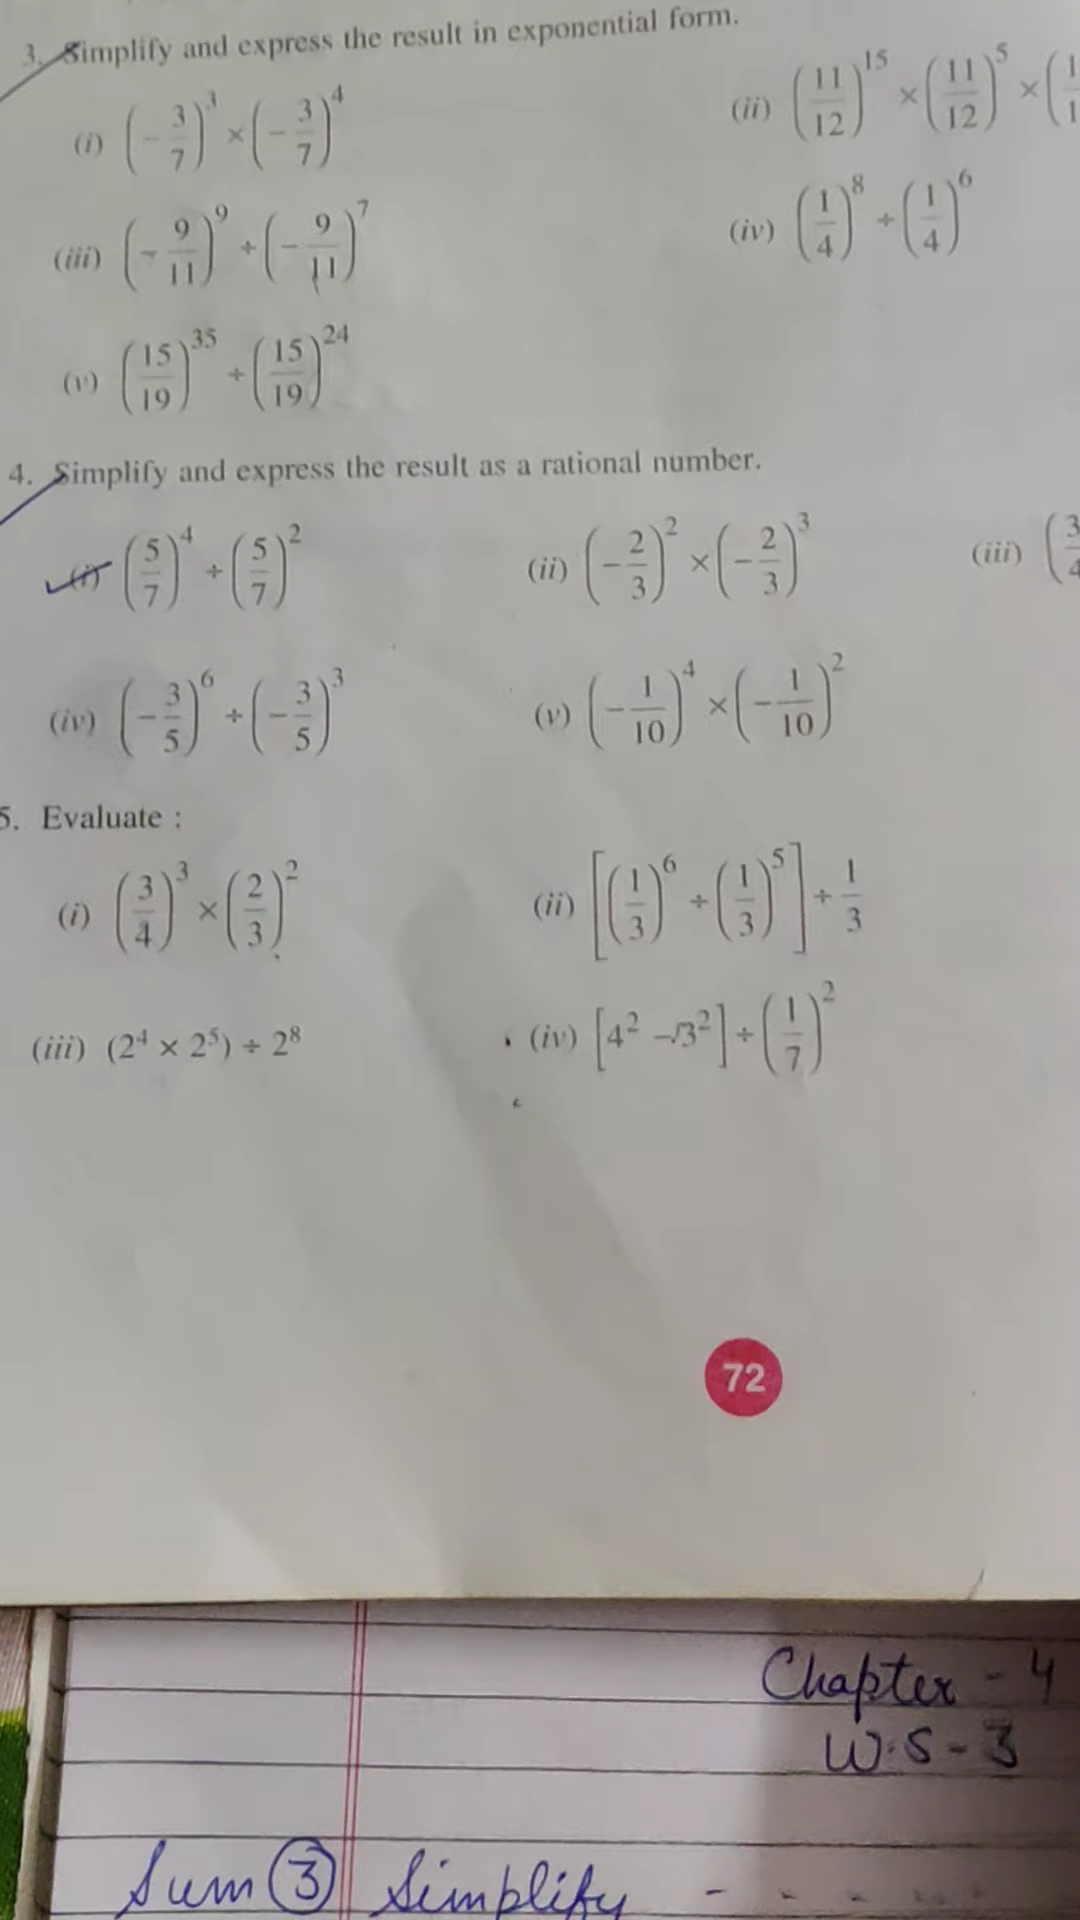 3. Simplify and express the result in exponential form.
(i) (-3/7) × (-3/7)^4 (ii) (11/12)^15 × (11/12)^5 × (
(iii) (-9/11)^9 ÷ (-9/11)^7 (iv) (1/4)^8 ÷ (1/4)^6
(v) (15/19)^35 ÷ (15/19)^24
4. Simplify and express the result as a rational number.
(i) (5/7)^4 ÷ (5/7)^2 (ii) (-2/3)^2 × (-2/3)^3 (iii) (3/4
(iv) (-3/5)^6 ÷ (-3/5)^3 (v) (-1/10)^4 × (-1/10)^2
5. Evaluate :
(i) (3/4)^3 × (2/3)^2 (ii) [(1/3)^6 ÷ (1/3)^5] ÷ 1/3
(iii) (2⁴ × 2⁵) ÷ 2⁸ (iv) [4² - 3²] ÷ (1/7)^2
72
Chapter - 4
W.S - 3
Sum 3 Simplify - - - - -